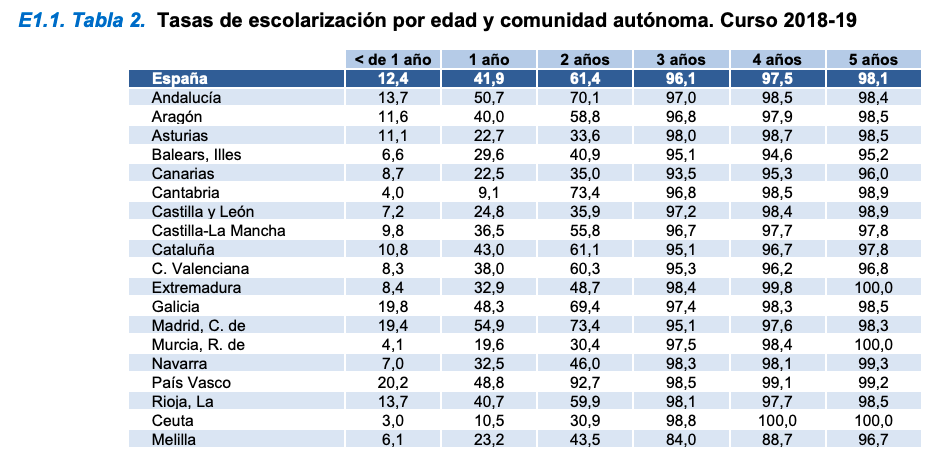 E1.1. Tabla 2. Tasas de escolarización por edad y comunidad autónoma. Curso 2018-19
< de 1 año 1 año 2 años 3 años 4 años 5 años
España 12,4 41,9 61,4 96,1 97,5 98,1
Andalucía 13,7 50,7 70,1 97,0 98,5 98,4
Aragón 11,6 40,0 58,8 96,8 97,9 98,5
Asturias 11,1 22,7 33,6 98,0 98,7 98,5
Balears, Illes 6,6 29,6 40,9 95,1 94,6 95,2
Canarias 8,7 22,5 35,0 93,5 95,3 96,0
Cantabria 4,0 9,1 73,4 96,8 98,5 98,9
Castilla y León 7,2 24,8 35,9 97,2 98,4 98,9
Castilla-La Mancha 9,8 36,5 55,8 96,7 97,7 97,8
Cataluña 10,8 43,0 61,1 95,1 96,7 97,8
C. Valenciana 8,3 38,0 60,3 95,3 96,2 96,8
Extremadura 8,4 32,9 48,7 98,4 99,8 100,0
Galicia 19,8 48,3 69,4 97,4 98,3 98,5
Madrid, C. de 19,4 54,9 73,4 95,1 97,6 98,3
Murcia, R. de 4,1 19,6 30,4 97,5 98,4 100,0
Navarra 7,0 32,5 46,0 98,3 98,1 99,3
País Vasco 20,2 48,8 92,7 98,5 99,1 99,2
Rioja, La 13,7 40,7 59,9 98,1 97,7 98,5
Ceuta 3,0 10,5 30,9 98,8 100,0 100,0
Melilla 6,1 23,2 43,5 84,0 88,7 96,7